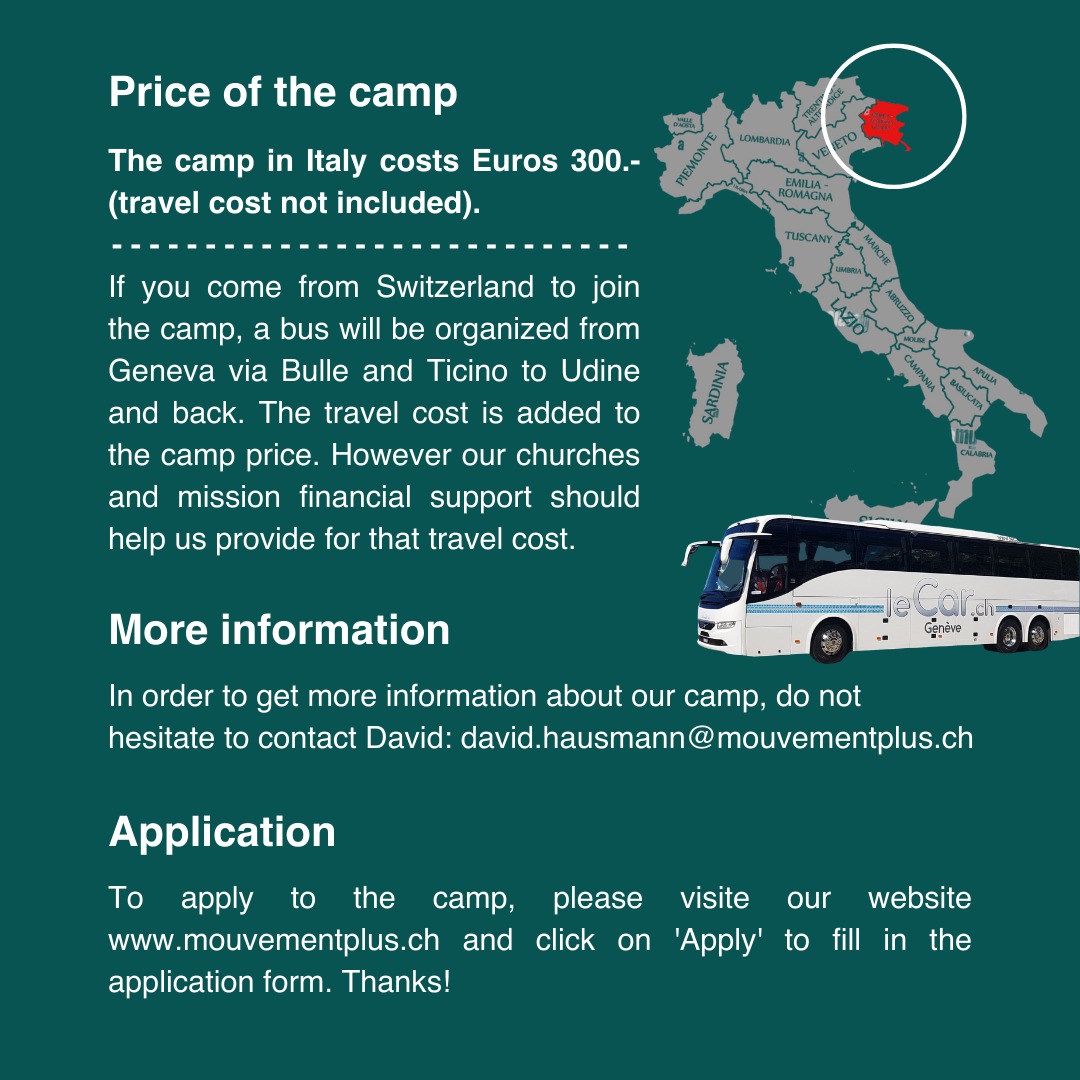 Price of the camp
The camp in Italy costs Euros 300.-
(travel cost not included).
- - - - - - - - - - - - - - - - - - - - - - - - - - - -
If you come from Switzerland to join
the camp, a bus will be organized from
Geneva via Bulle and Ticino to Udine
and back. The travel cost is added to
the camp price. However our churches
and mission financial support should
help us provide for that travel cost.
VALLE
D'AOSTA
PIEMONTE
LOMBARDIA
VENETO
EMILIA -
ROMAGNA
TUSCANY
MARCHE
UMBRIA
LAZIO
ABRUZZO
MOLISE
CAMPANIA
APULIA
BASILICATA
CALABRIA
SARDINIA
SICILY
leCar.ch
Genève
More information
In order to get more information about our camp, do not
hesitate to contact David: david.hausmann@mouvementplus.ch
Application
To apply to the camp, please visite our website
www.mouvementplus.ch and click on 'Apply' to fill in the
application form. Thanks!